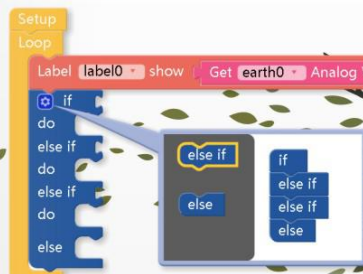 Setup
Loop
Label label0 show Get earth0 Analog
if
do
else if
do
else if
do
else
else if
else
if
else if
else if
else